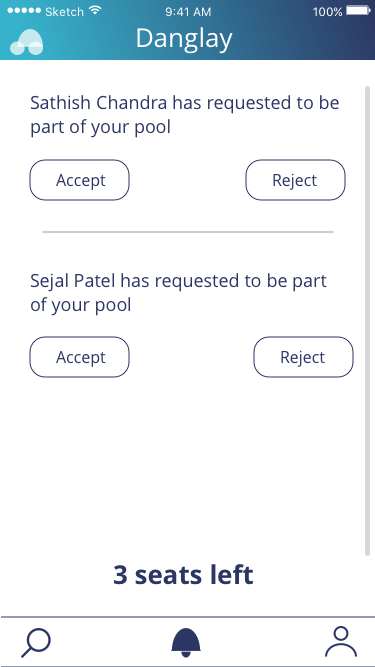 Sketch 9:41 AM 100%
Danglay
Sathish Chandra has requested to be
part of your pool
Accept Reject
Sejal Patel has requested to be part
of your pool
Accept Reject
3 seats left